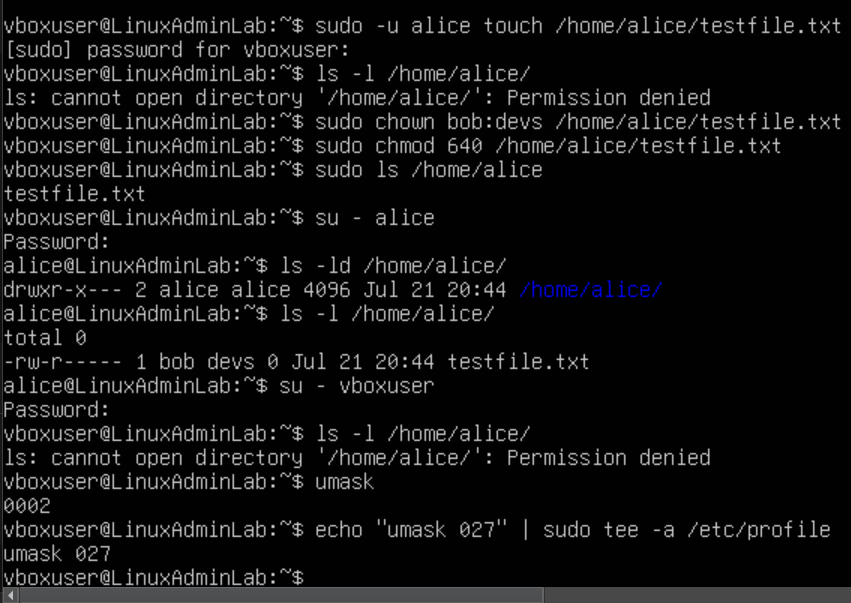 vboxuser@LinuxAdminLab:~$ sudo -u alice touch /home/alice/testfile.txt
[sudo] password for vboxuser:
vboxuser@LinuxAdminLab:~$ ls -l /home/alice/
ls: cannot open directory '/home/alice/': Permission denied
vboxuser@LinuxAdminLab:~$ sudo chown bob:devs /home/alice/testfile.txt
vboxuser@LinuxAdminLab:~$ sudo chmod 640 /home/alice/testfile.txt
vboxuser@LinuxAdminLab:~$ sudo ls /home/alice
testfile.txt
vboxuser@LinuxAdminLab:~$ su - alice
Password:
alice@LinuxAdminLab:~$ ls -ld /home/alice/
drwxr-x--- 2 alice alice 4096 Jul 21 20:44 /home/alice/
alice@LinuxAdminLab:~$ ls -l /home/alice/
total 0
-rw-r----- 1 bob devs 0 Jul 21 20:44 testfile.txt
alice@LinuxAdminLab:~$ su - vboxuser
Password:
vboxuser@LinuxAdminLab:~$ ls -l /home/alice/
ls: cannot open directory '/home/alice/': Permission denied
vboxuser@LinuxAdminLab:~$ umask
0002
vboxuser@LinuxAdminLab:~$ echo "umask 027" | sudo tee -a /etc/profile
umask 027
vboxuser@LinuxAdminLab:~$